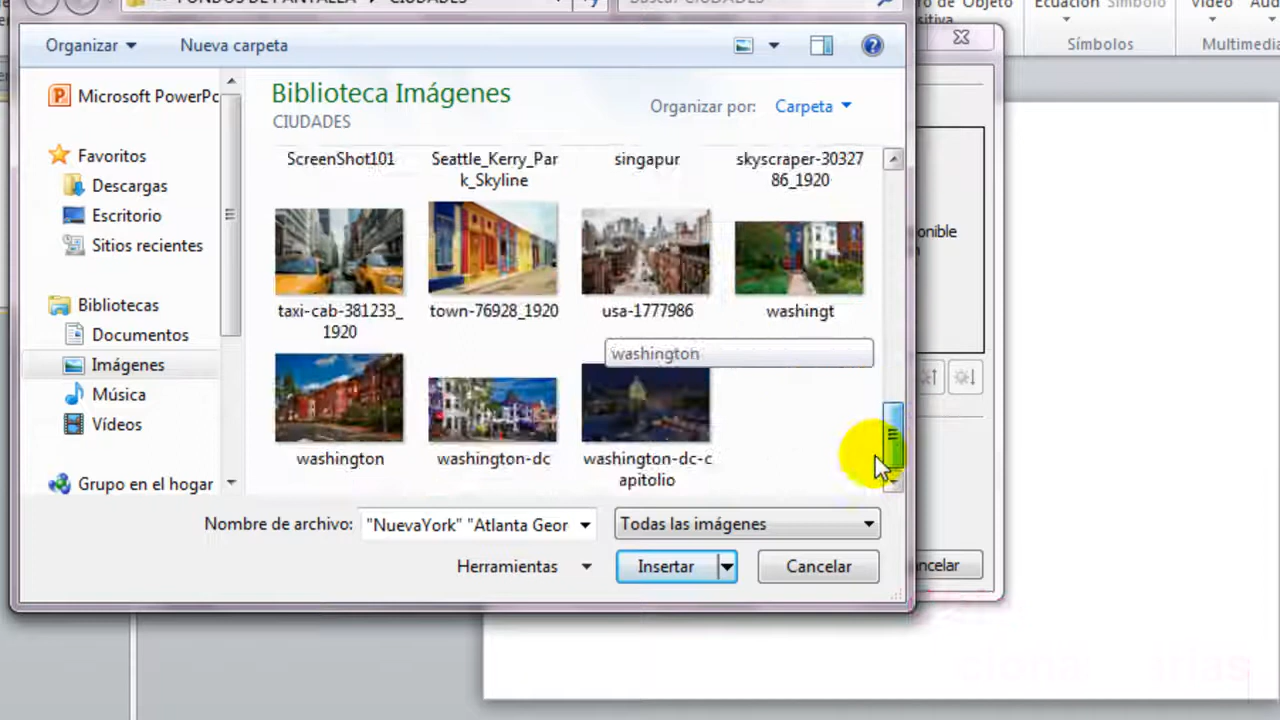 FONDOS DE PANTALLA
CIUDADES
Buscar CIUDADES
Objeto
Ecuación
Símbolo
Vídeo
Símbolos
Multimedia
Organizar
Nueva carpeta
Microsoft PowerPo
Favoritos
Descargas
Escritorio
Sitios recientes
Bibliotecas
Documentos
Imágenes
Música
Vídeos
Grupo en el hogar
Biblioteca Imágenes
CIUDADES
Organizar por:
Carpeta
ScreenShot101
Seattle_Kerry_Par
k_Skyline
singapur
skyscraper-30327
86_1920
taxi-cab-381233_
1920
town-76928_1920
usa-1777986
washingt
washington
washington
washington-dc
washington-dc-c
apitolio
onible
Nombre de archivo:
"NuevaYork" "Atlanta Geor
Todas las imágenes
Herramientas
Insertar
Cancelar
ncelar